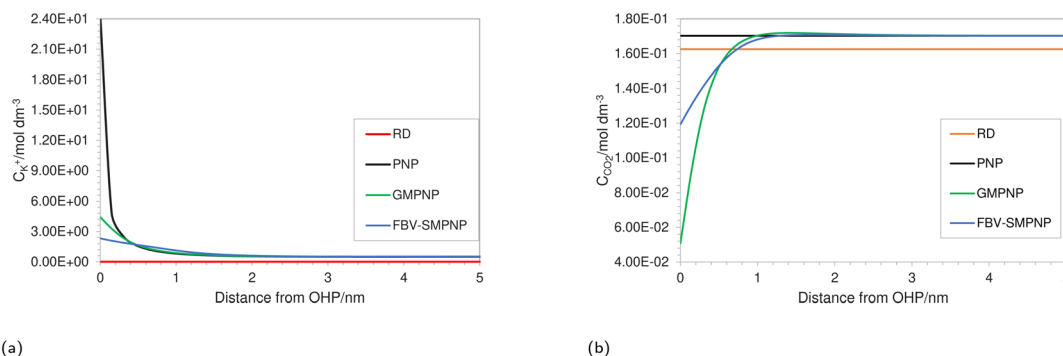 2.40E+01
2.10E+01
1.80E+01
1.50E+01
1.20E+01
9.00E+00
6.00E+00
3.00E+00
0.00E+00
C_K⁺/mol dm⁻³
RD
PNP
GMPNP
FBV-SMPNP
0 1 2 3 4 5
Distance from OHP/nm
(a)
1.80E-01
1.60E-01
1.40E-01
1.20E-01
1.00E-01
8.00E-02
6.00E-02
4.00E-02
C_CO2/mol dm⁻³
RD
PNP
GMPNP
FBV-SMPNP
0 1 2 3 4
Distance from OHP/nm
(b)